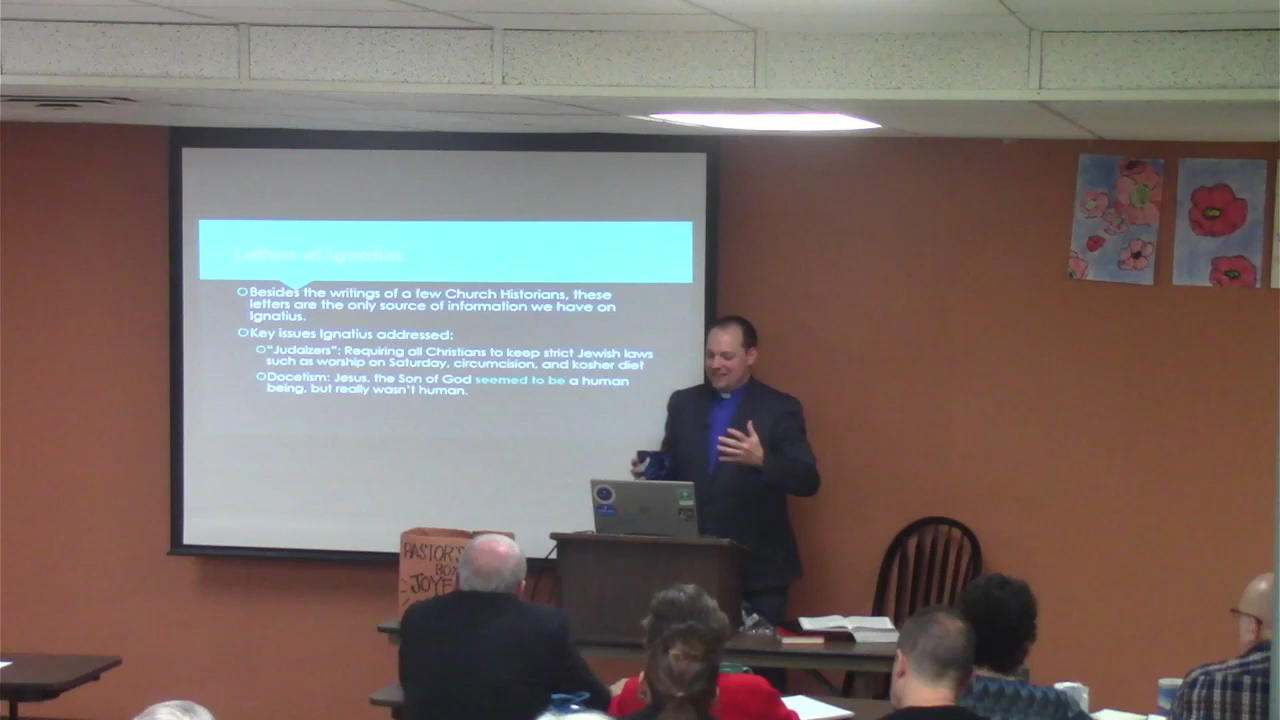 Letters of Ignatius
Besides the writings of a few Church Historians, these
letters are the only source of information we have on
Ignatius.
Key issues Ignatius addressed:
"Judaizers": Requiring all Christians to keep strict Jewish laws
such as worship on Saturday, circumcision, and kosher diet
Docetism: Jesus, the Son of God seemed to be a human
being, but really wasn't human.
PASTOR'S
BOX